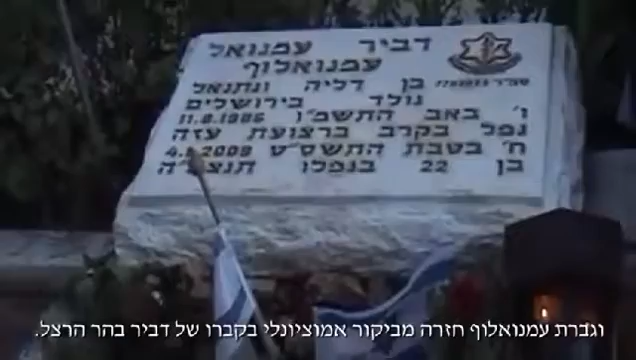 דביר עמנואל
עמנואלוף
בן דליה ונתנאל
נולד בירושלים
ו' באב התשמ"ו 11.8.1986
נפל בקרב ברצועת עזה
ח' בטבת התשס"ט 4.1.2009
בן 22 בנפלו תנצב"ה
וגברת עמנואלוף חזרה מביקור אמוציונלי בקברו של דביר בהר הרצל.